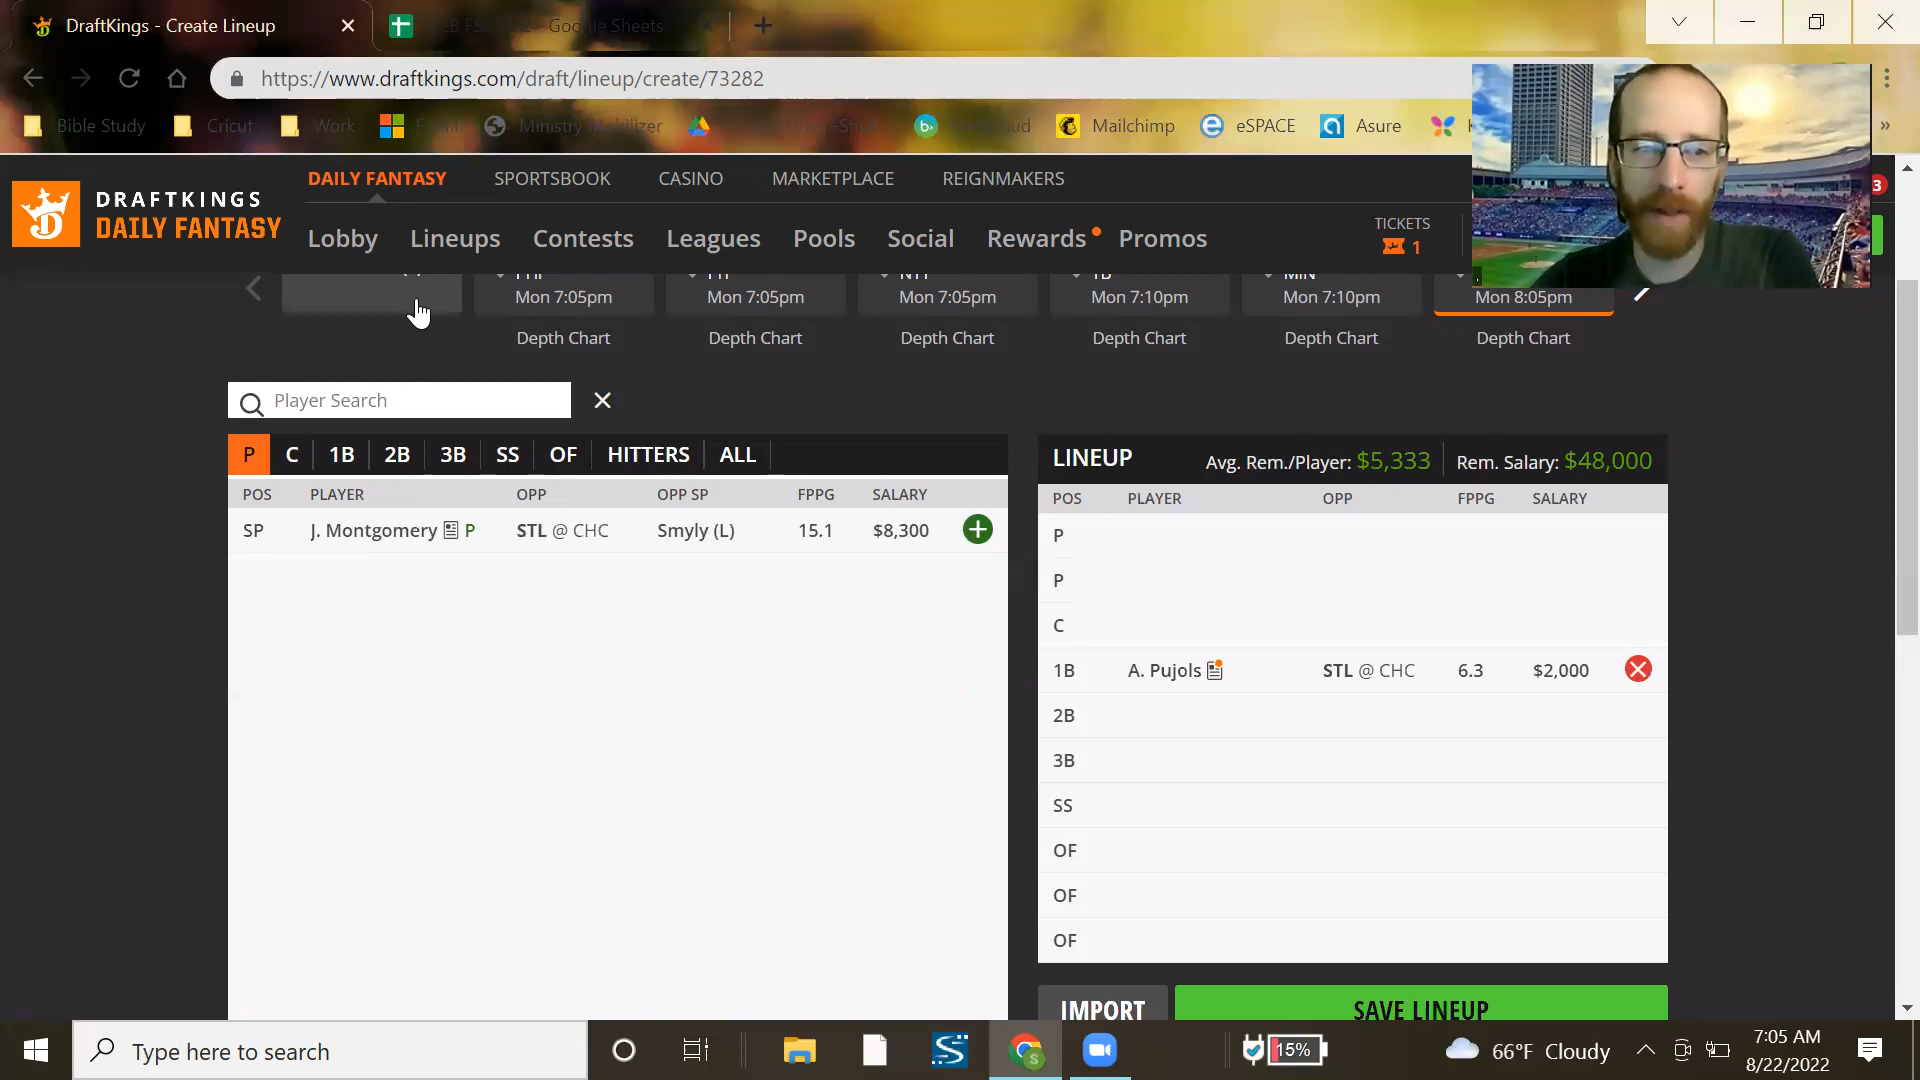 DraftKings - Create Lineup
Google Sheets
https://www.draftkings.com/draft/lineup/create/73282
Bible Study Cricut Work Ministry Mobilizer Mailchimp eSPACE Asure
DAILY FANTASY SPORTSBOOK CASINO MARKETPLACE REIGNMAKERS
3
DRAFTKINGS
DAILY FANTASY
Lobby Lineups Contests Leagues Pools Social Rewards Promos
TICKETS
1
Mon 7:05pm Mon 7:05pm Mon 7:05pm Mon 7:10pm Mon 7:10pm Mon 8:05pm
Depth Chart Depth Chart Depth Chart Depth Chart Depth Chart Depth Chart
Player Search
P C 1B 2B 3B SS OF HITTERS ALL
POS PLAYER OPP OPP SP FPPG SALARY
SP J. Montgomery P STL @ CHC Smyly (L) 15.1 $8,300
LINEUP Avg. Rem./Player: $5,333 Rem. Salary: $48,000
POS PLAYER OPP FPPG SALARY
P
P
C
1B A. Pujols STL @ CHC 6.3 $2,000
2B
3B
SS
OF
OF
OF
IMPORT SAVE LINEUP
Type here to search
15%
66°F Cloudy
7:05 AM
8/22/2022